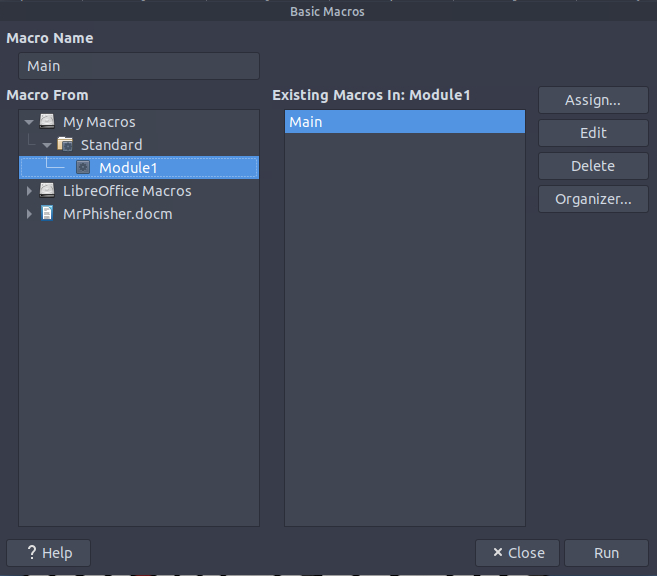 Basic Macros
Macro Name
Main
Macro From
Existing Macros In: Module1
My Macros
Standard
Module1
LibreOffice Macros
MrPhisher.docm
Main
Assign...
Edit
Delete
Organizer...
? Help
× Close
Run